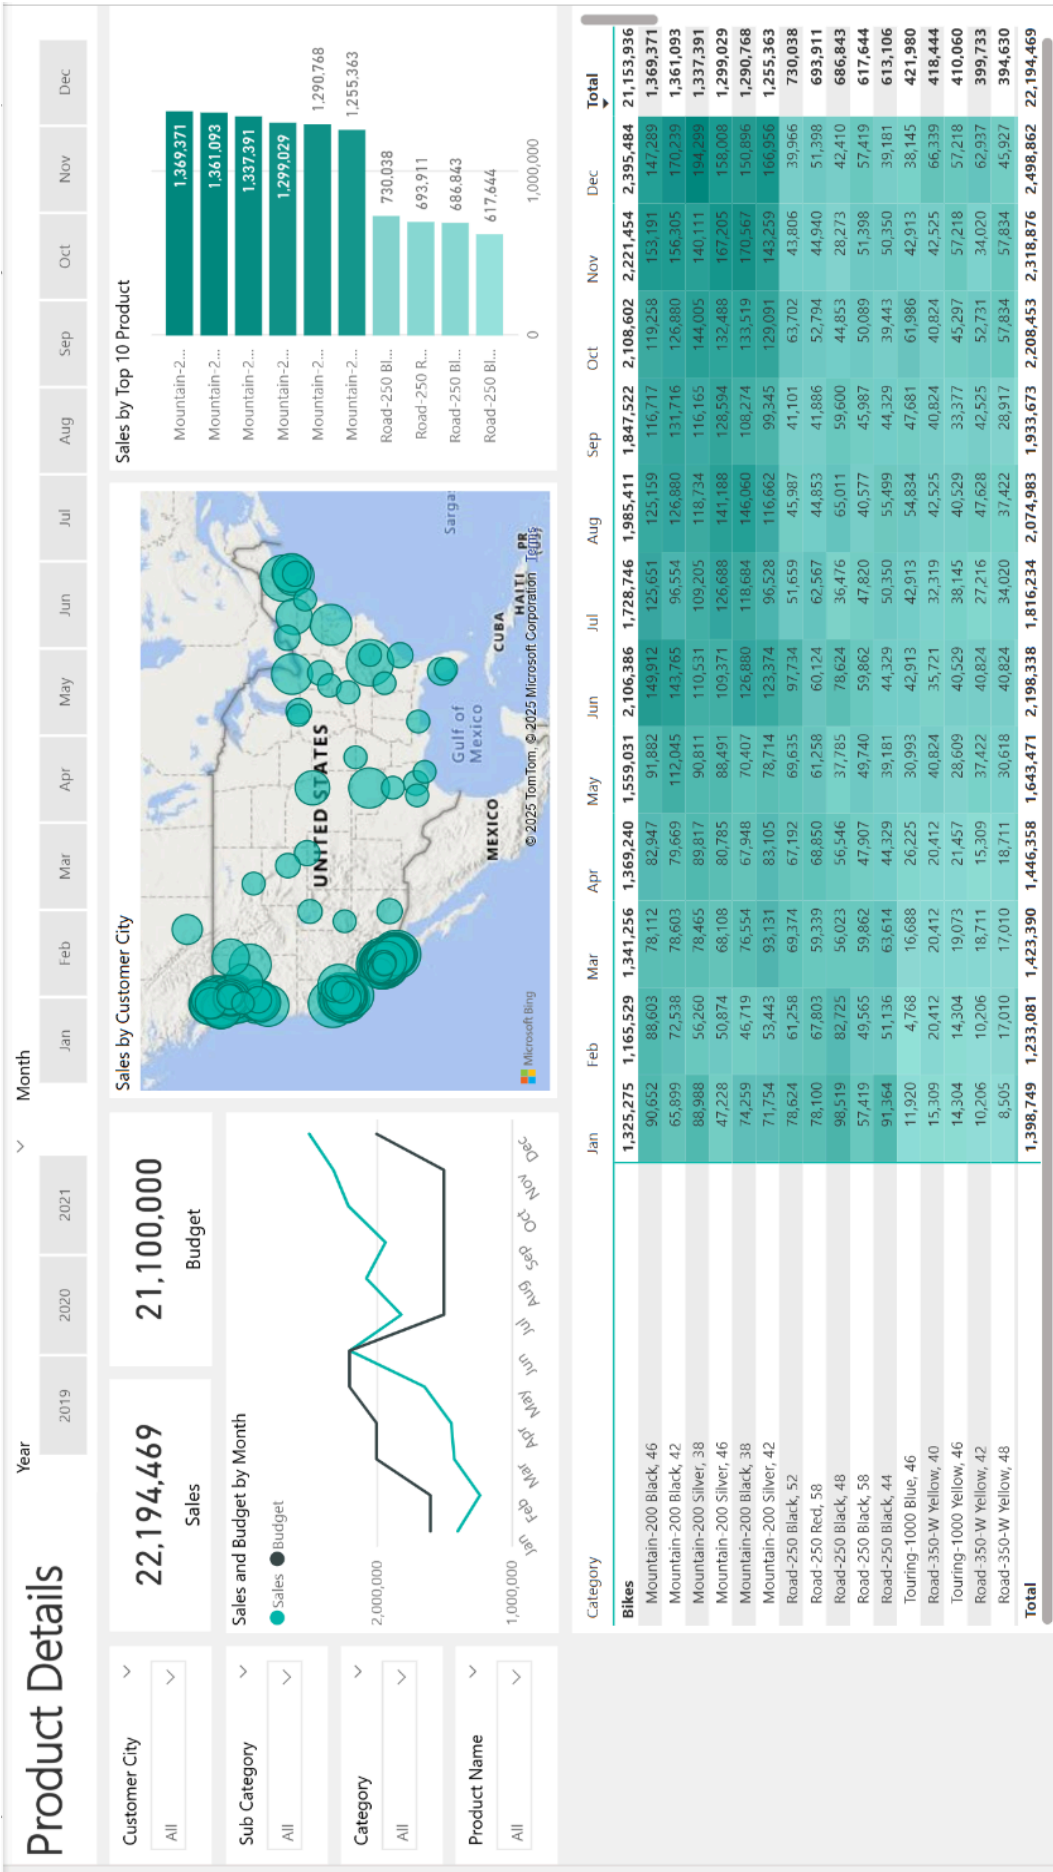 Product Details
Year
2019 2020 2021
Month
Jan Feb Mar Apr May Jun Jul Aug Sep Oct Nov Dec
Customer City
All
Sub Category
All
Category
All
Product Name
All
22,194,469
Sales
21,100,000
Budget
Sales and Budget by Month
Sales Budget
2,000,000
1,000,000
Jan Feb Mar Apr May Jun Jul Aug Sep Oct Nov Dec
Sales by Customer City
UNITED STATES
MEXICO
Gulf of
Mexico
CUBA
HAITI
PR
(US)
Sarga
Microsoft Bing
© 2025 TomTom, © 2025 Microsoft Corporation Terms
Sales by Top 10 Product
Mountain-2... 1,369,371
Mountain-2... 1,361,093
Mountain-2... 1,337,391
Mountain-2... 1,299,029
Mountain-2... 1,290,768
Mountain-2... 1,255,363
Road-250 Bl... 730,038
Road-250 R... 693,911
Road-250 Bl... 686,843
Road-250 Bl... 617,644
0 1,000,000
Category Jan Feb Mar Apr May Jun Jul Aug Sep Oct Nov Dec Total
Bikes 1,325,275 1,165,529 1,341,256 1,369,240 1,559,031 2,106,386 1,728,746 1,985,411 1,847,522 2,108,602 2,221,454 2,395,484 21,153,936
Mountain-200 Black, 46 90,652 88,603 78,112 82,947 91,882 149,912 125,651 125,159 116,717 119,258 153,191 147,289 1,369,371
Mountain-200 Black, 42 65,899 72,538 78,603 79,669 112,045 143,765 96,554 126,880 131,716 126,880 156,305 170,239 1,361,093
Mountain-200 Silver, 38 88,988 56,260 78,465 89,817 90,811 110,531 109,205 118,734 116,165 144,005 140,111 194,299 1,337,391
Mountain-200 Silver, 46 47,228 50,874 68,108 80,785 88,491 109,371 126,688 141,188 128,594 132,488 167,205 158,008 1,299,029
Mountain-200 Black, 38 74,259 46,719 76,554 67,948 70,407 126,880 118,684 146,060 108,274 133,519 170,567 150,896 1,290,768
Mountain-200 Silver, 42 71,754 53,443 93,131 83,105 78,714 123,374 96,528 116,662 99,345 129,091 143,259 166,956 1,255,363
Road-250 Black, 52 78,624 61,258 69,374 67,192 69,635 97,734 51,659 45,987 41,101 63,702 43,806 39,966 730,038
Road-250 Red, 58 78,100 67,803 59,339 68,850 61,258 60,124 62,567 44,853 41,886 52,794 44,940 51,398 693,911
Road-250 Black, 48 98,519 82,725 56,023 56,546 37,785 78,624 36,476 65,011 59,600 44,853 28,273 42,410 686,843
Road-250 Black, 58 57,419 49,565 59,862 47,907 49,740 59,862 47,820 40,577 45,987 50,089 51,398 57,419 617,644
Road-250 Black, 44 91,364 51,136 63,614 44,329 39,181 44,329 50,350 55,499 44,329 39,443 50,350 39,181 613,106
Touring-1000 Blue, 46 11,920 4,768 16,688 26,225 30,993 42,913 42,913 54,834 47,681 61,986 42,913 38,145 421,980
Road-350-W Yellow, 40 15,309 20,412 20,412 20,412 40,824 35,721 32,319 42,525 40,824 40,824 42,525 66,339 418,444
Touring-1000 Yellow, 46 14,304 14,304 19,073 21,457 28,609 40,529 38,145 40,529 33,377 45,297 57,218 57,218 410,060
Road-350-W Yellow, 42 10,206 10,206 18,711 15,309 37,422 40,824 27,216 47,628 42,525 52,731 34,020 62,937 399,733
Road-350-W Yellow, 48 8,505 17,010 17,010 18,711 30,618 40,824 34,020 37,422 28,917 57,834 57,834 45,927 394,630
Total 1,398,749 1,233,081 1,423,390 1,446,358 1,643,471 2,198,338 1,816,234 2,074,983 1,933,673 2,208,453 2,318,876 2,498,862 22,194,469